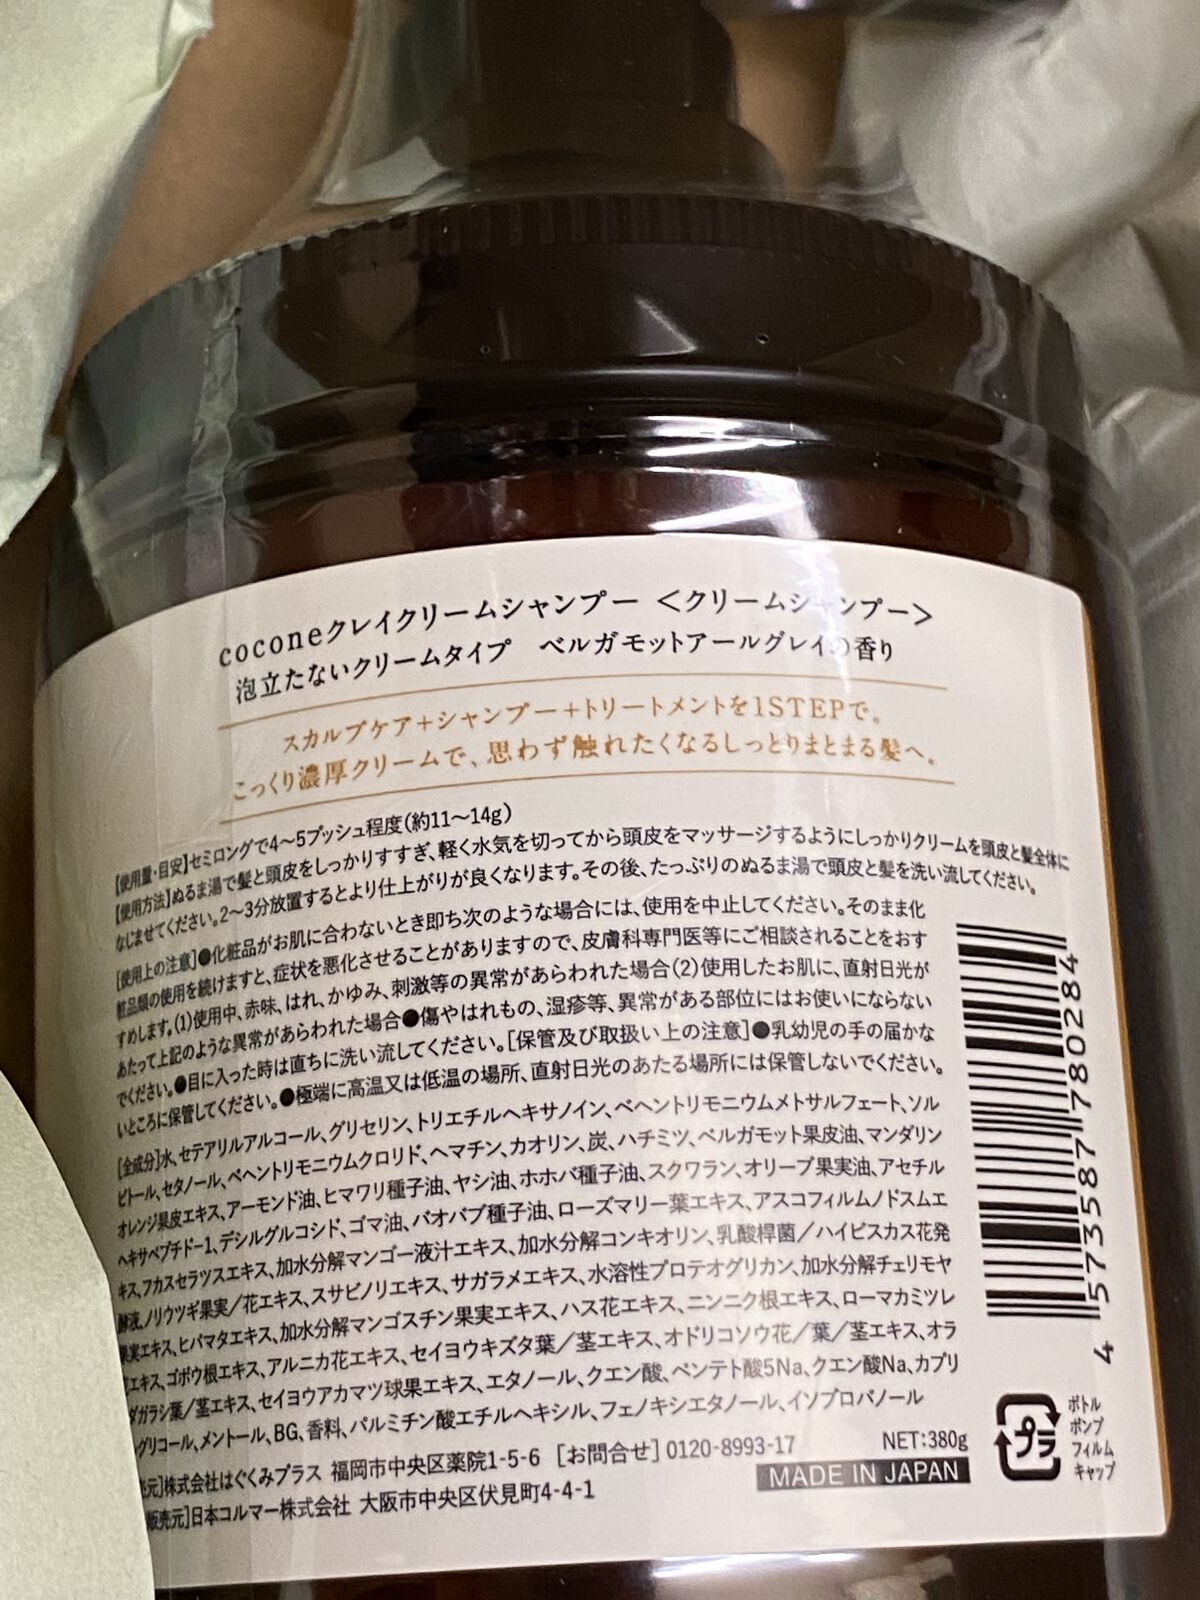 coconeクレイクリームシャンプー ＜クリームシャンプー＞
泡立たないクリームタイプ ベルガモットアールグレイの香り
スカルプケア+シャンプー+トリートメントを1STEPで。
こっくり濃厚クリームで、思わず触れたくなるしっとりまとまる髪へ。
【使用量・目安】セミロングで4〜5プッシュ程度(約11〜14g)
【使用方法】ぬるま湯で髪と頭皮をしっかりすすぎ、軽く水気を切ってから頭皮をマッサージするようにしっかりクリームを頭皮と髪全体に
なじませてください。2〜3分放置するとより仕上がりが良くなります。その後、たっぷりのぬるま湯で頭皮と髪を洗い流してください。
[使用上の注意]●化粧品がお肌に合わないとき即ち次のような場合には、使用を中止してください。そのまま化
粧品類の使用を続けますと、症状を悪化させることがありますので、皮膚科専門医等にご相談されることをおす
すめします。(1)使用中、赤味、はれ、かゆみ、刺激等の異常があらわれた場合(2)使用したお肌に、直射日光が
あたって上記のような異常があらわれた場合●傷やはれもの、湿疹等、異常がある部位にはお使いにならない
でください。●目に入った時は直ちに洗い流してください。[保管及び取扱い上の注意]●乳幼児の手の届かな
いところに保管してください。●極端に高温又は低温の場所、直射日光のあたる場所には保管しないでください。
[全成分]水、セテアリルアルコール、グリセリン、トリエチルヘキサノイン、ベヘントリモニウムメトサルフェート、ソル
ビトール、セタノール、ベヘントリモニウムクロリド、ヘマチン、カオリン、炭、ハチミツ、ベルガモット果皮油、マンダリン
オレンジ果皮エキス、アーモンド油、ヒマワリ種子油、ヤシ油、ホホバ種子油、スクワラン、オリーブ果実油、アセチル
ヘキサペプチド-1、デシルグルコシド、ゴマ油、バオバブ種子油、ローズマリー葉エキス、アスコフィルムノドスムエ
キス、フカスセラツスエキス、加水分解マンゴー液汁エキス、加水分解コンキオリン、乳酸桿菌/ハイビスカス花発
酵液、ノリウツギ果実/花エキス、スサビノリエキス、サガラメエキス、水溶性プロテオグリカン、加水分解チェリモヤ
果実エキス、ヒバマタエキス、加水分解マンゴスチン果実エキス、ハス花エキス、ニンニク根エキス、ローマカミツレ
花エキス、ゴボウ根エキス、アルニカ花エキス、セイヨウキズタ葉/茎エキス、オドリコソウ花/葉/茎エキス、オラ
ンダガラシ葉/茎エキス、セイヨウアカマツ球果エキス、エタノール、クエン酸、ペンテト酸5Na、クエン酸Na、カプリ
グリコール、メントール、BG、香料、パルミチン酸エチルヘキシル、フェノキシエタノール、イソプロパノール
売元]株式会社はぐくみプラス 福岡市中央区薬院1-5-6 [お問合せ]0120-8993-17
販売元]日本コルマー株式会社 大阪市中央区伏見町4-4-1
NET:380g
MADE IN JAPAN
4 573587 780284
プラ
ボトル
ポンプ
フィルム
キャップ